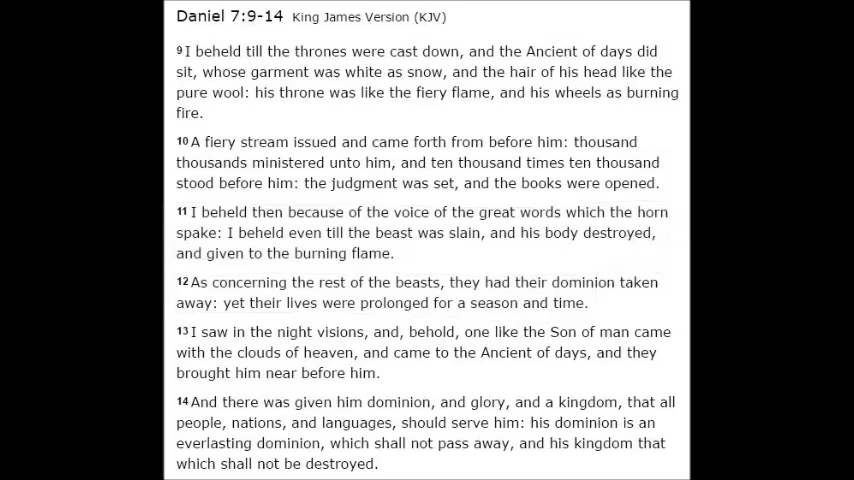 Daniel 7:9-14 King James Version (KJV)
9 I beheld till the thrones were cast down, and the Ancient of days did
sit, whose garment was white as snow, and the hair of his head like the
pure wool: his throne was like the fiery flame, and his wheels as burning
fire.
10 A fiery stream issued and came forth from before him: thousand
thousands ministered unto him, and ten thousand times ten thousand
stood before him: the judgment was set, and the books were opened.
11 I beheld then because of the voice of the great words which the horn
spake: I beheld even till the beast was slain, and his body destroyed,
and given to the burning flame.
12 As concerning the rest of the beasts, they had their dominion taken
away: yet their lives were prolonged for a season and time.
13 I saw in the night visions, and, behold, one like the Son of man came
with the clouds of heaven, and came to the Ancient of days, and they
brought him near before him.
14 And there was given him dominion, and glory, and a kingdom, that all
people, nations, and languages, should serve him: his dominion is an
everlasting dominion, which shall not pass away, and his kingdom that
which shall not be destroyed.